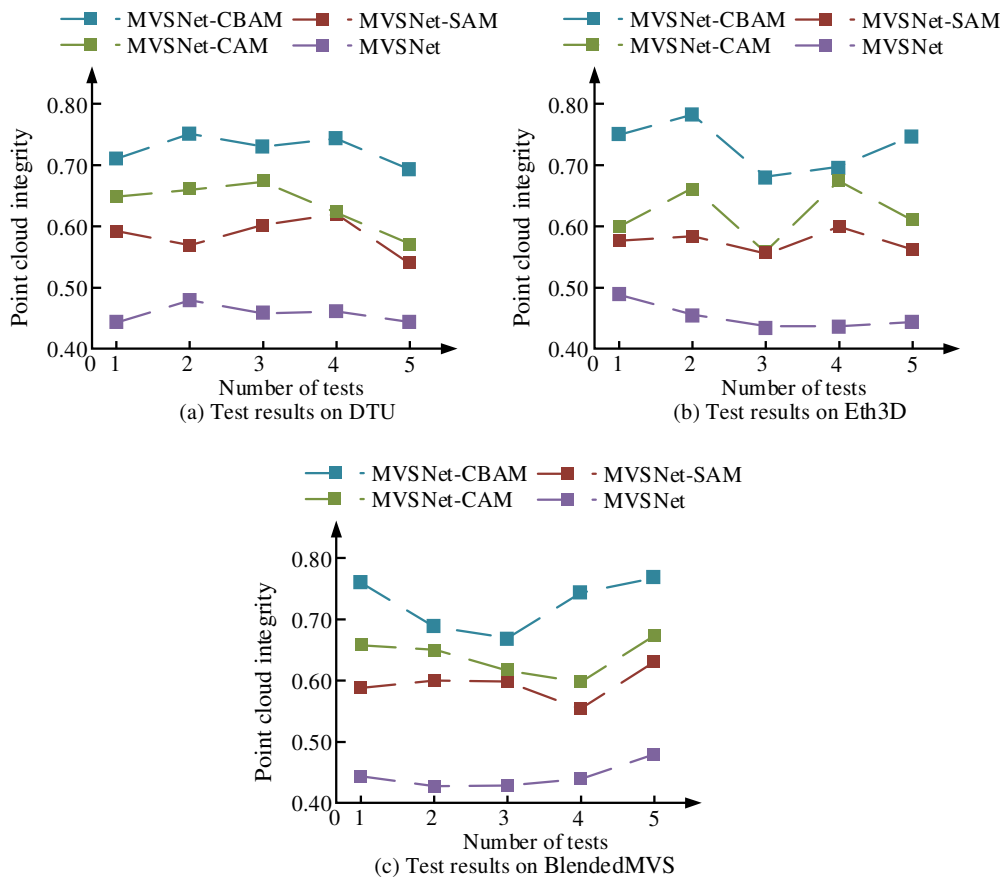 MVSNet-CBAM MVSNet-SAM
MVSNet-CAM MVSNet
Point cloud integrity
0.80
0.70
0.60
0.50
0.40
0 1 2 3 4 5
Number of tests
(a) Test results on DTU
MVSNet-CBAM MVSNet-SAM
MVSNet-CAM MVSNet
Point cloud integrity
0.80
0.70
0.60
0.50
0.40
0 1 2 3 4 5
Number of tests
(b) Test results on Eth3D
MVSNet-CBAM MVSNet-SAM
MVSNet-CAM MVSNet
Point cloud integrity
0.80
0.70
0.60
0.50
0.40
0 1 2 3 4 5
Number of tests
(c) Test results on BlendedMVS